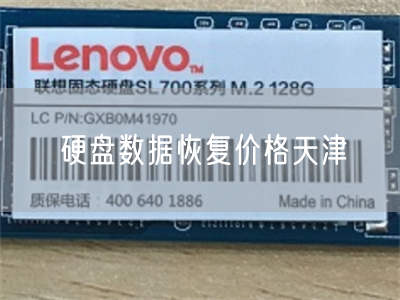 Lenovo™
联想固态硬盘SL700系列 M.2 128G
LC P/N:GXB0M41970
硬盘数据恢复价格天津
质保电话：400 640 1886 Made in China